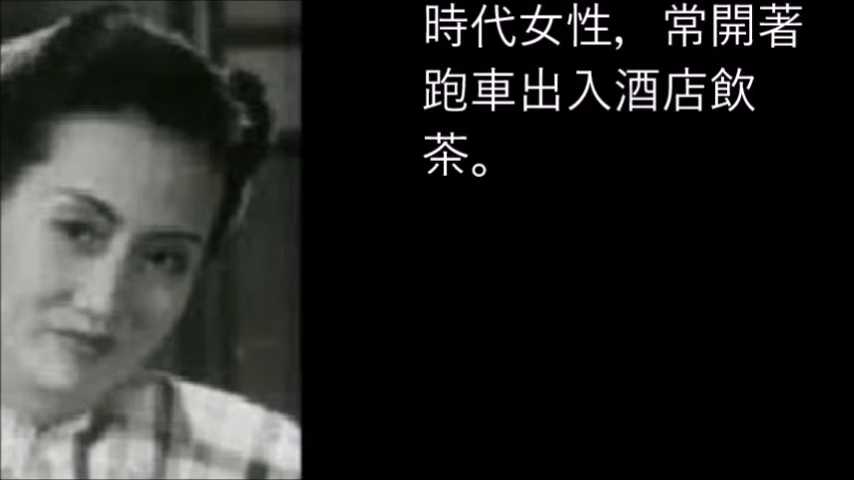 時代女性，常開著
跑車出入酒店飲
茶。